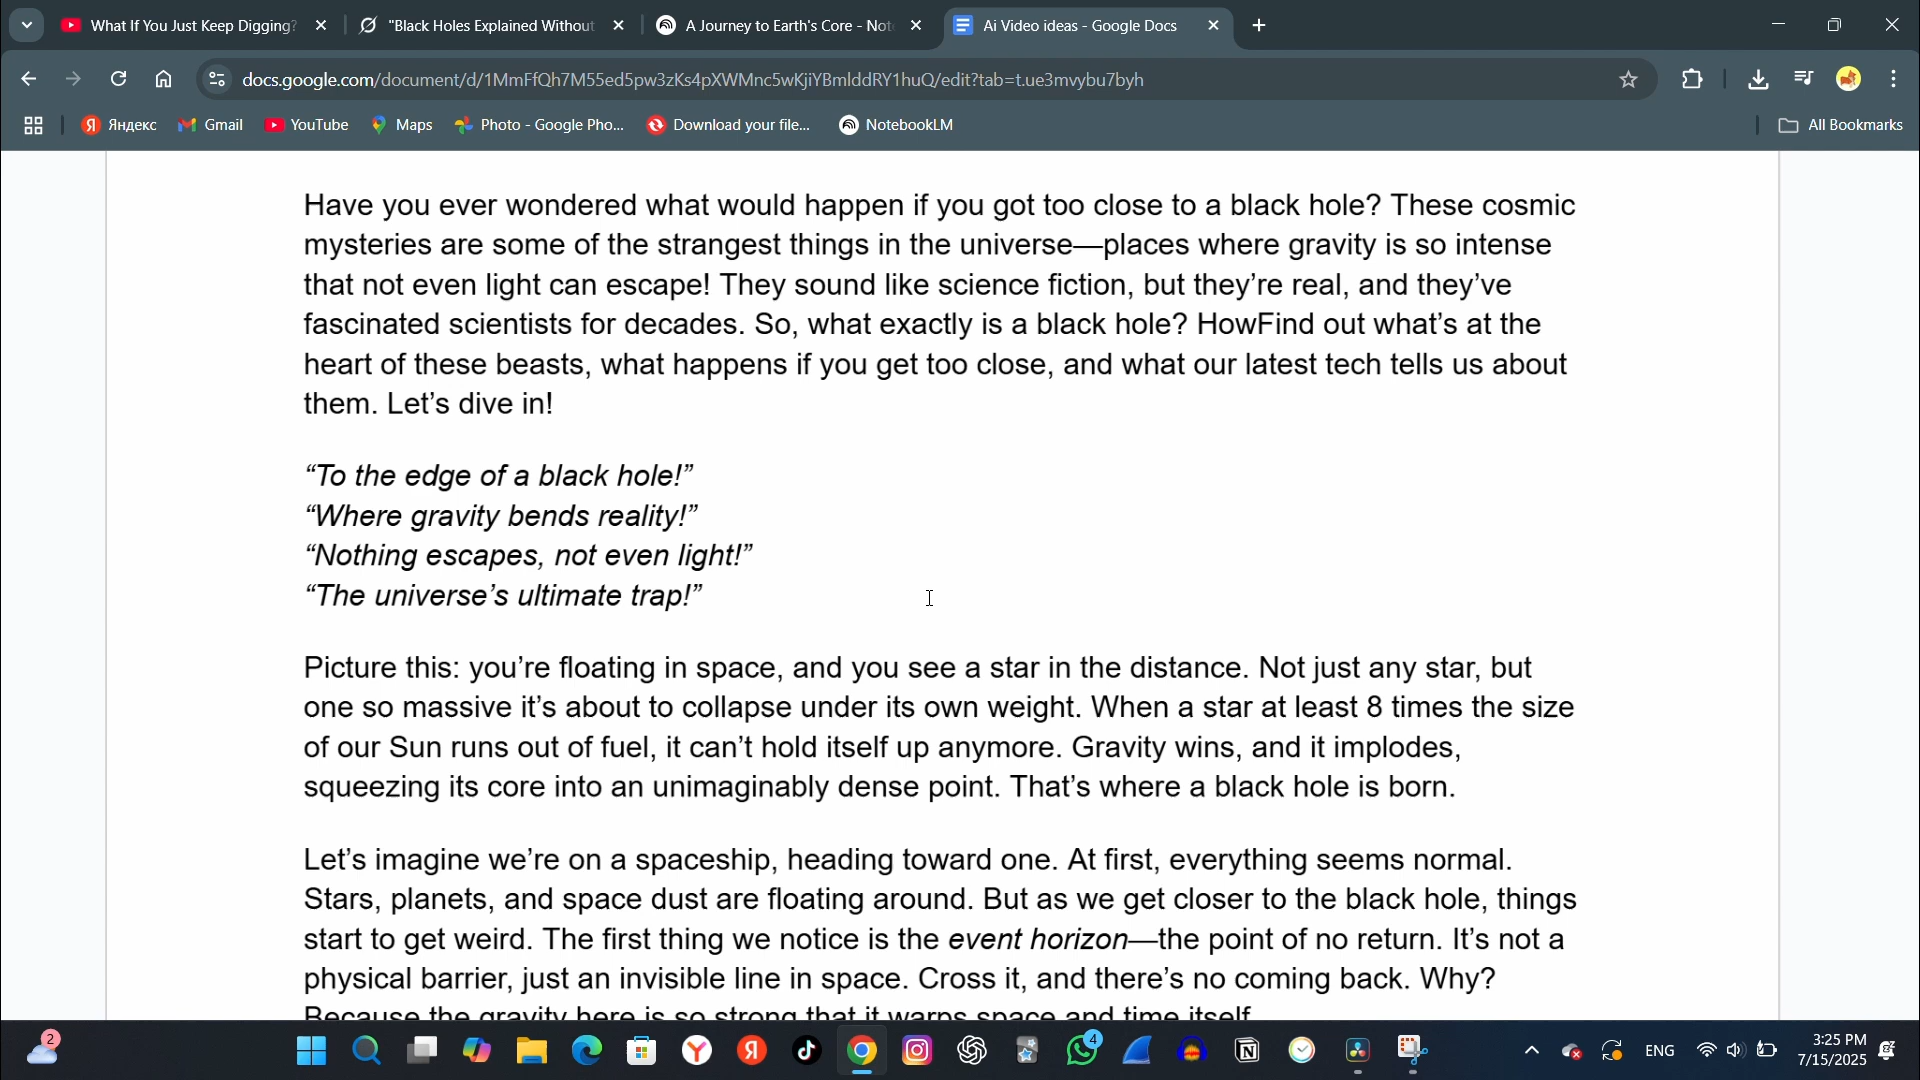 What If You Just Keep Digging?
"Black Holes Explained Without
A Journey to Earth's Core - Not
Ai Video ideas - Google Docs
docs.google.com/document/d/1MmFfQh7M55ed5pw3zKs4pXWMnc5wKjiYBmlddRY1huQ/edit?tab=t.ue3mvybu7byh
Яндекс
Gmail
YouTube
Maps
Photo - Google Pho...
Download your file...
NotebookLM
All Bookmarks
Have you ever wondered what would happen if you got too close to a black hole? These cosmic
mysteries are some of the strangest things in the universe—places where gravity is so intense
that not even light can escape! They sound like science fiction, but they’re real, and they’ve
fascinated scientists for decades. So, what exactly is a black hole? HowFind out what’s at the
heart of these beasts, what happens if you get too close, and what our latest tech tells us about
them. Let’s dive in!
“To the edge of a black hole!”
“Where gravity bends reality!”
“Nothing escapes, not even light!”
“The universe’s ultimate trap!”
Picture this: you’re floating in space, and you see a star in the distance. Not just any star, but
one so massive it’s about to collapse under its own weight. When a star at least 8 times the size
of our Sun runs out of fuel, it can’t hold itself up anymore. Gravity wins, and it implodes,
squeezing its core into an unimaginably dense point. That’s where a black hole is born.
Let’s imagine we’re on a spaceship, heading toward one. At first, everything seems normal.
Stars, planets, and space dust are floating around. But as we get closer to the black hole, things
start to get weird. The first thing we notice is the event horizon—the point of no return. It’s not a
physical barrier, just an invisible line in space. Cross it, and there’s no coming back. Why?
Because the gravity here is so strong that it warps space and time itself.
2
4
ENG
3:25 PM
7/15/2025